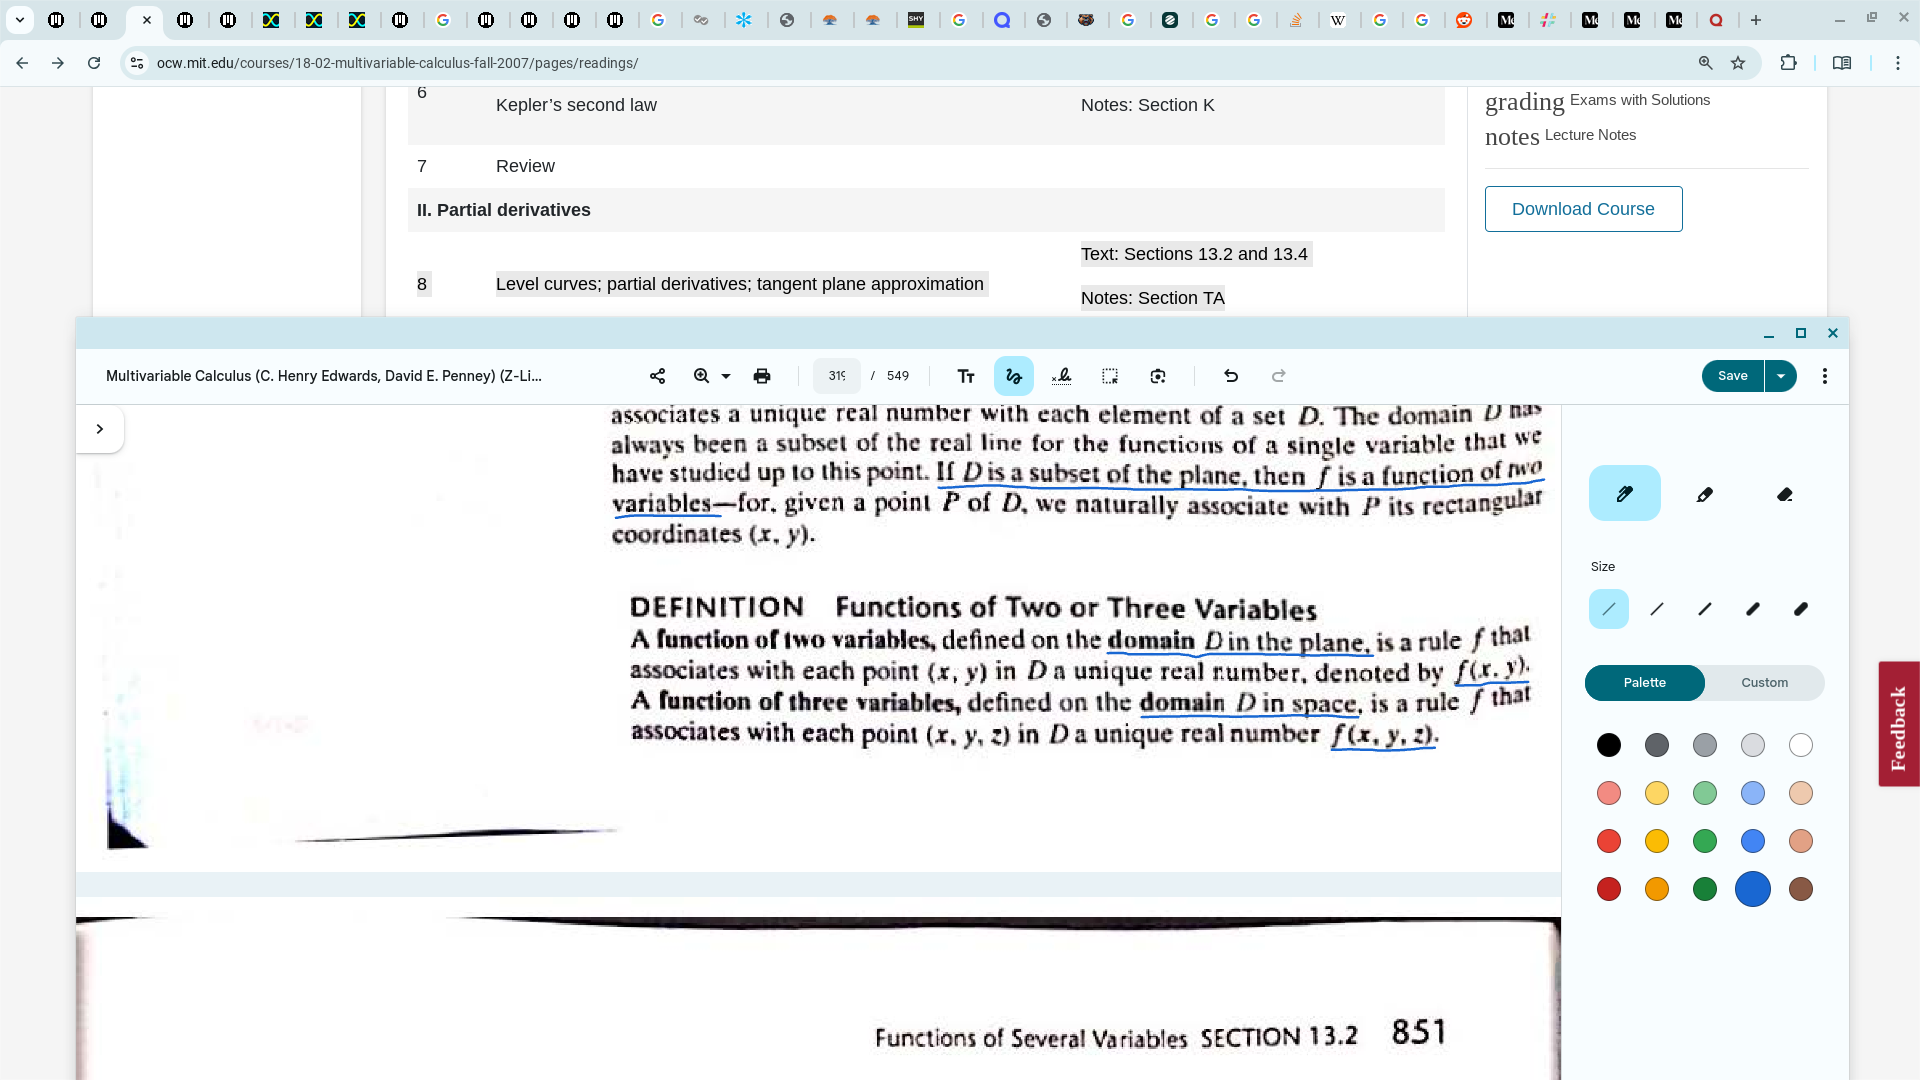 ocw.mit.edu/courses/18-02-multivariable-calculus-fall-2007/pages/readings/
6 Kepler’s second law Notes: Section K
7 Review
II. Partial derivatives
8 Level curves; partial derivatives; tangent plane approximation
Text: Sections 13.2 and 13.4
Notes: Section TA
grading Exams with Solutions
notes Lecture Notes
Download Course
Multivariable Calculus (C. Henry Edwards, David E. Penney) (Z-Li...
319 / 549
Save
associates a unique real number with each element of a set D. The domain D has
always been a subset of the real line for the functions of a single variable that we
have studied up to this point. If D is a subset of the plane, then f is a function of two
variables—for, given a point P of D, we naturally associate with P its rectangular
coordinates (x, y).
DEFINITION Functions of Two or Three Variables
A function of two variables, defined on the domain D in the plane, is a rule f that
associates with each point (x, y) in D a unique real number, denoted by f(x, y).
A function of three variables, defined on the domain D in space, is a rule f that
associates with each point (x, y, z) in D a unique real number f(x, y, z).
Functions of Several Variables SECTION 13.2 851
Size
Palette Custom
Feedback